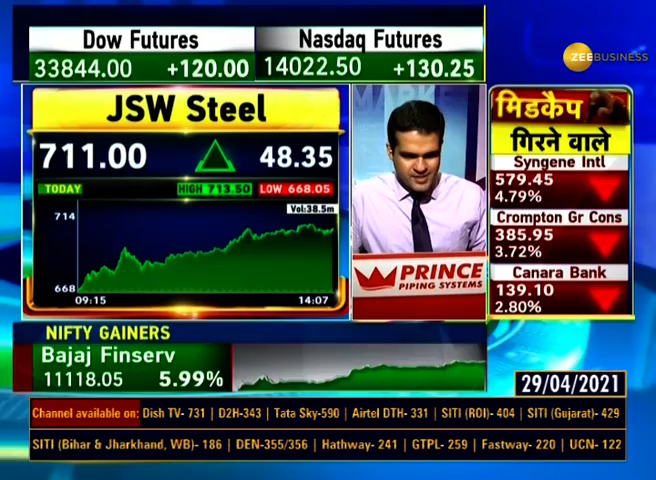 Dow Futures
33844.00 +120.00
Nasdaq Futures
14022.50 +130.25
ZEEBUSINESS
JSW Steel
711.00 48.35
TODAY HIGH 713.50 LOW 668.05
Vol:38.5m
714
668
09:15 14:07
MARKE
PRINCE
PIPING SYSTEMS
मिडकैप
गिरने वाले
Syngene Intl
579.45
4.79%
Crompton Gr Cons
385.95
3.72%
Canara Bank
139.10
2.80%
NIFTY GAINERS
Bajaj Finserv
11118.05 5.99%
29/04/2021
Channel available on: Dish TV- 731 | D2H-343 | Tata Sky-590 | Airtel DTH- 331 | SITI (ROI)- 404 | SITI (Gujarat)- 429
SITI (Bihar & Jharkhand, WB)- 186 | DEN-355/356 | Hathway- 241 | GTPL- 259 | Fastway- 220 | UCN- 122